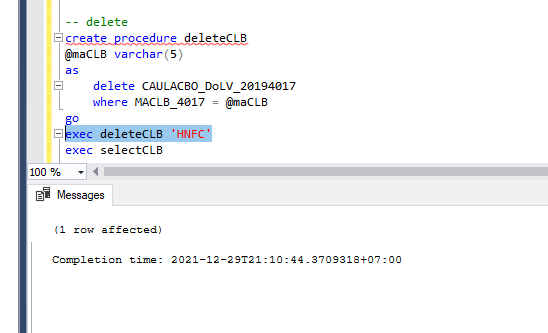 -- delete
create procedure deleteCLB
@maCLB varchar(5)
as
delete CAULACBO_DoLV_20194017
where MACLB_4017 = @maCLB
go
exec deleteCLB 'HNFC'
exec selectCLB
100 %
Messages
(1 row affected)
Completion time: 2021-12-29T21:10:44.3709318+07:00